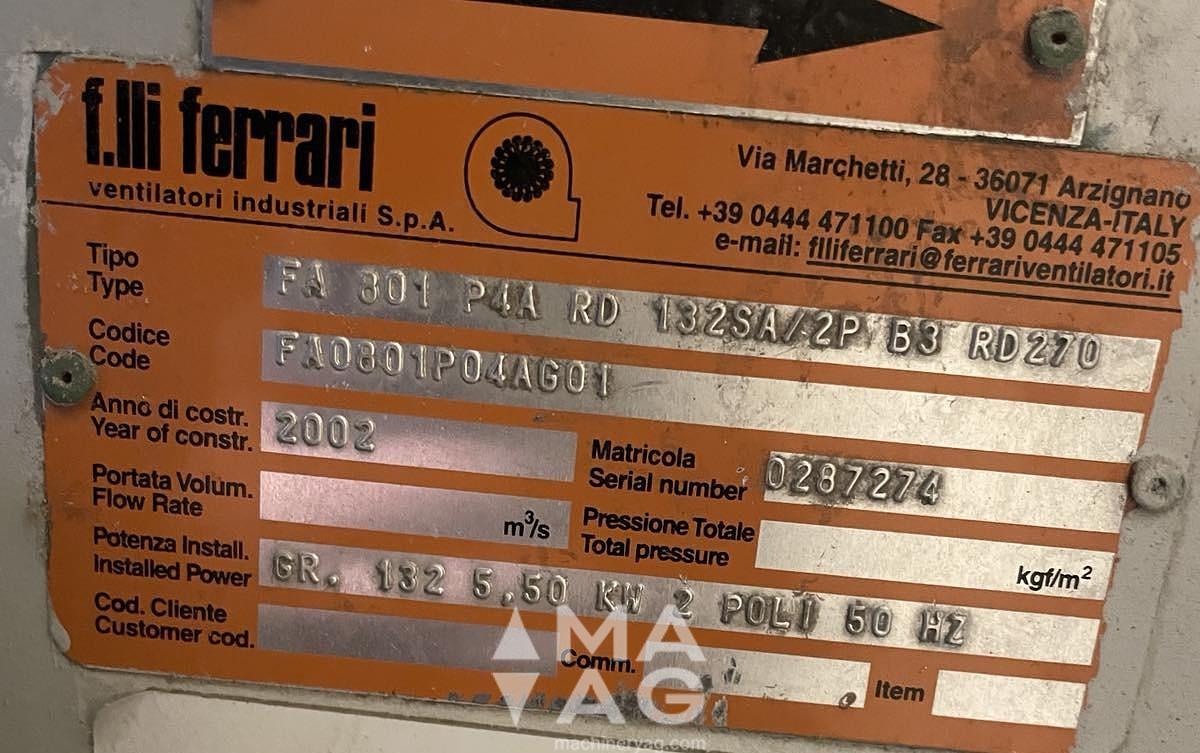 f.lli ferrari
ventilatori industriali S.p.A.
Via Marchetti, 28 - 36071 Arzignano
VICENZA-ITALY
Tel. +39 0444 471100 Fax +39 0444 471105
e-mail: flliferrari@ferrariventilatori.it
Tipo
Type
FA 801 P4A RD 132SA/2P B3 RD270
Codice
Code
FA0801P04AG01
Anno di costr.
Year of constr.
2002
Matricola
Serial number
0287274
Portata Volum.
Flow Rate
m³/s
Pressione Totale
Total pressure
kgf/m²
Potenza Install.
Installed Power
GR. 132 5.50 KW 2 POLI 50 HZ
Cod. Cliente
Customer cod.
Comm.
Item
MA
AG
machineryag.com